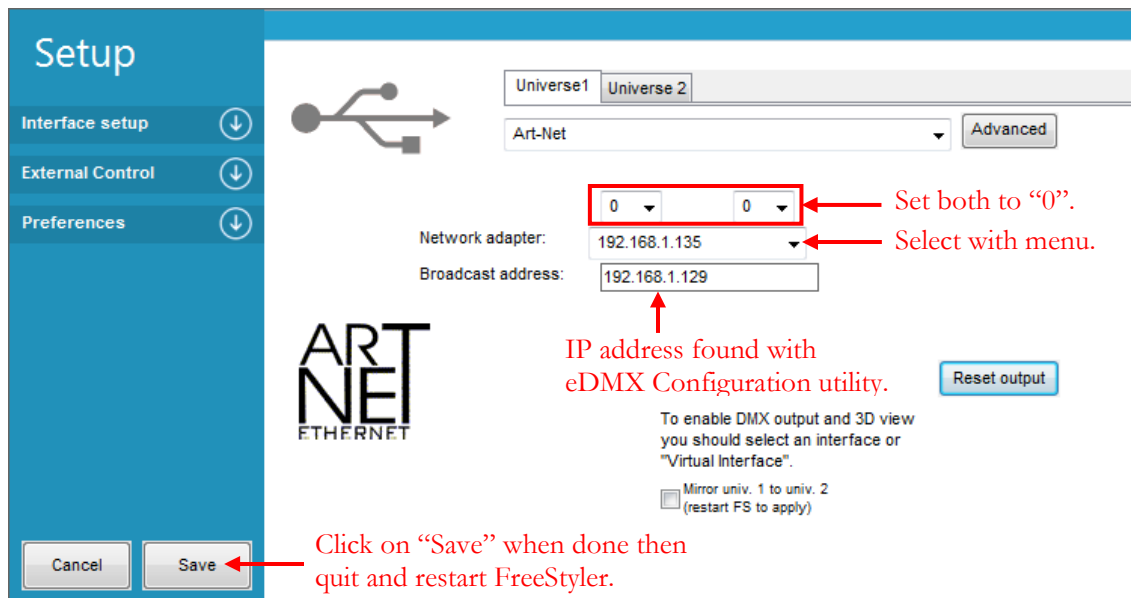 Setup
Interface setup
External Control
Preferences
Cancel
Save
Universe1
Universe 2
Art-Net
Advanced
0
0
Set both to “0”.
Network adapter:
192.168.1.135
Select with menu.
Broadcast address:
192.168.1.129
IP address found with
eDMX Configuration utility.
ART
NET
ETHERNET
Reset output
To enable DMX output and 3D view
you should select an interface or
"Virtual Interface".
Mirror univ. 1 to univ. 2
(restart FS to apply)
Click on “Save” when done then
quit and restart FreeStyler.